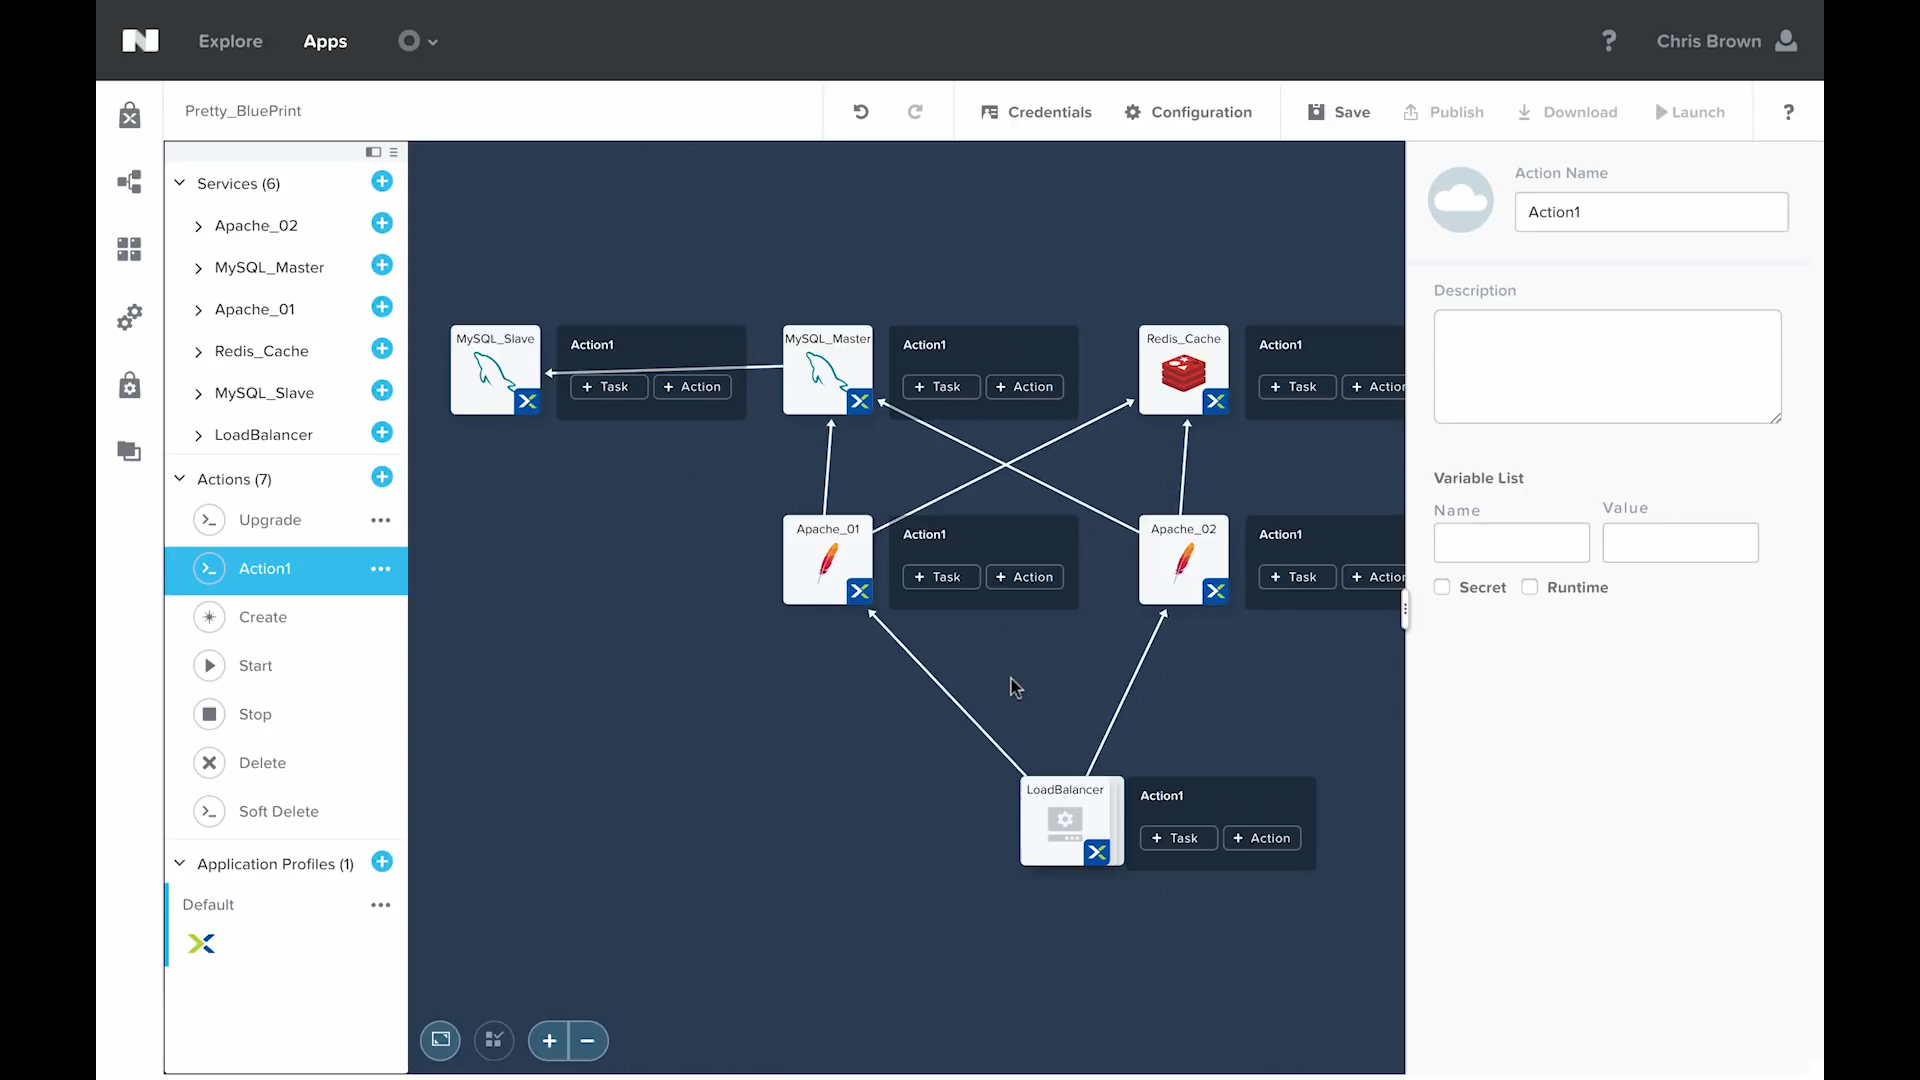 Explore
Apps
?
Chris Brown
Pretty_BluePrint
Credentials
Configuration
Save
Publish
Download
Launch
?
Services (6)
Apache_02
MySQL_Master
Apache_01
Redis_Cache
MySQL_Slave
LoadBalancer
Actions (7)
Upgrade
Action1
Create
Start
Stop
Delete
Soft Delete
Application Profiles (1)
Default
MySQL_Slave
Action1
+ Task
+ Action
MySQL_Master
Action1
+ Task
+ Action
Redis_Cache
Action1
+ Task
+ Actior
Apache_01
Action1
+ Task
+ Action
Apache_02
Action1
+ Task
+ Actior
LoadBalancer
Action1
+ Task
+ Action
Action Name
Action1
Description
Variable List
Name
Value
Secret
Runtime